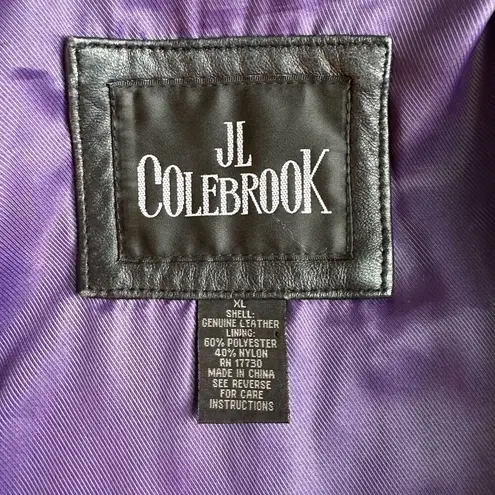 JL
COLEBROOK
XL
SHELL:
GENUINE LEATHER
LINING:
60% POLYESTER
40% NYLON
RN 17730
MADE IN CHINA
SEE REVERSE
FOR CARE
INSTRUCTIONS